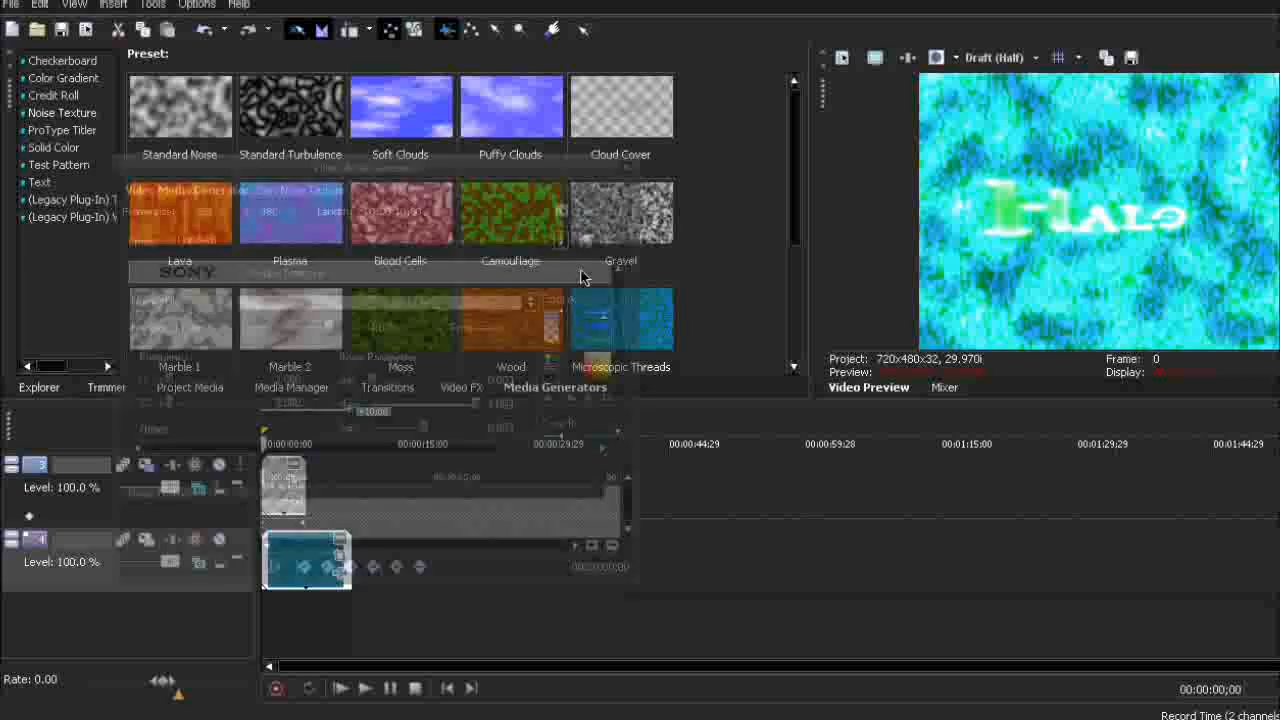 File Edit View Insert Tools Options Help
Preset:
Draft (Half)
Checkerboard
Color Gradient
Credit Roll
Noise Texture
ProType Titler
Solid Color
Test Pattern
Text
(Legacy Plug-In)
(Legacy Plug-In)
Standard Noise Standard Turbulence Soft Clouds Puffy Clouds Cloud Cover
Lava Plasma Blood Cells Camouflage Gravel
SONY
Marble 1 Marble 2 Moss Wood Microscopic Threads
HALO
Project: 720x480x32, 29.970i Frame: 0
Preview: Display:
Explorer Trimmer Project Media Media Manager Transitions Video FX Media Generators
Video Preview Mixer
+10;00
00:00:00 00:00:15:00 00:00:29:29 00:00:44:29 00:00:59:28 00:01:15:00 00:01:29:29 00:01:44:29
3
Level: 100.0 %
4
Level: 100.0 %
Rate: 0.00
00:00:00;00
Record Time (2 channels